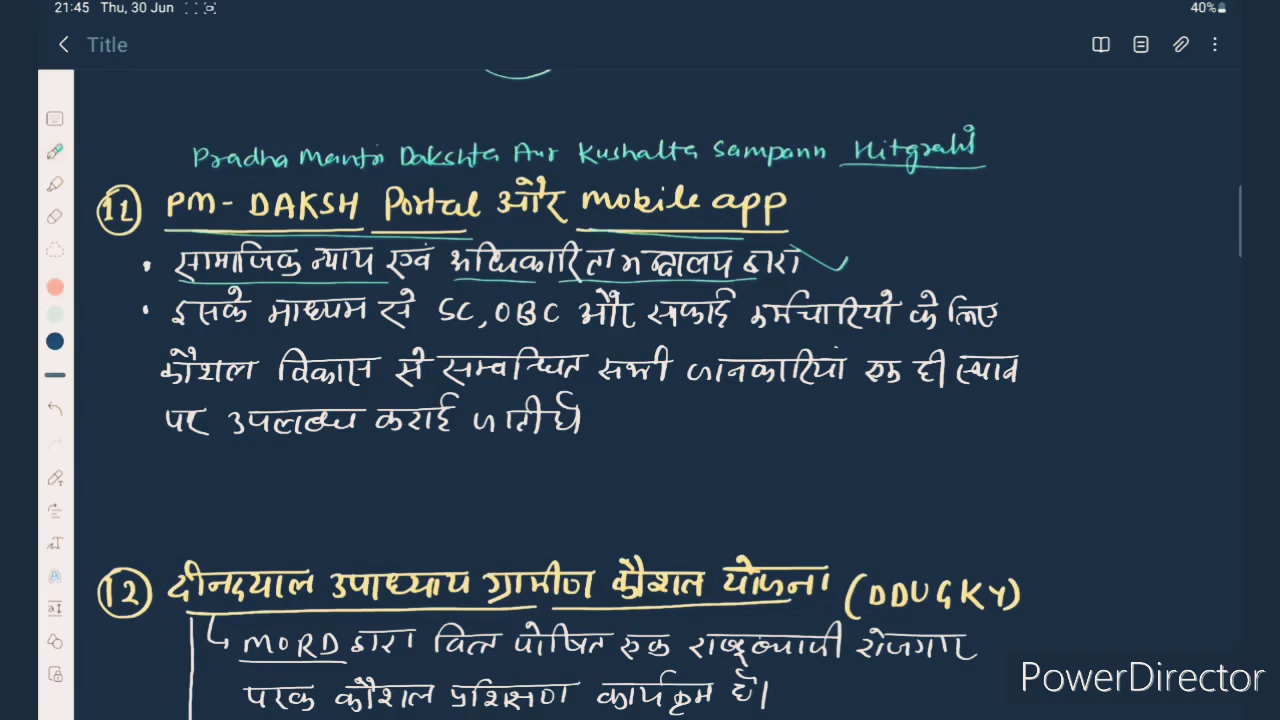 21:45 Thu, 30 Jun
40%
Title
Pradha Mantri Dakshta Aur Kushalta Sampann Hitgrahi
11 PM-DAKSH Portal और mobile app
• सामाजिक न्याय एवं अधिकारिता मन्त्रालय द्वारा
• इसके माध्यम से SC, OBC और सफाई कर्मचारियों के लिए
कौशल विकास से सम्बन्धित सभी जानकारियां एक ही स्थान
पर उपलब्ध कराई जाती है।
12 दीनदयाल उपाध्याय ग्रामीण कौशल योजना (DDUGKY)
MORD द्वारा वित्त पोषित एक राष्ट्रव्यापी रोजगार
परक कौशल प्रशिक्षण कार्यक्रम है।
PowerDirector